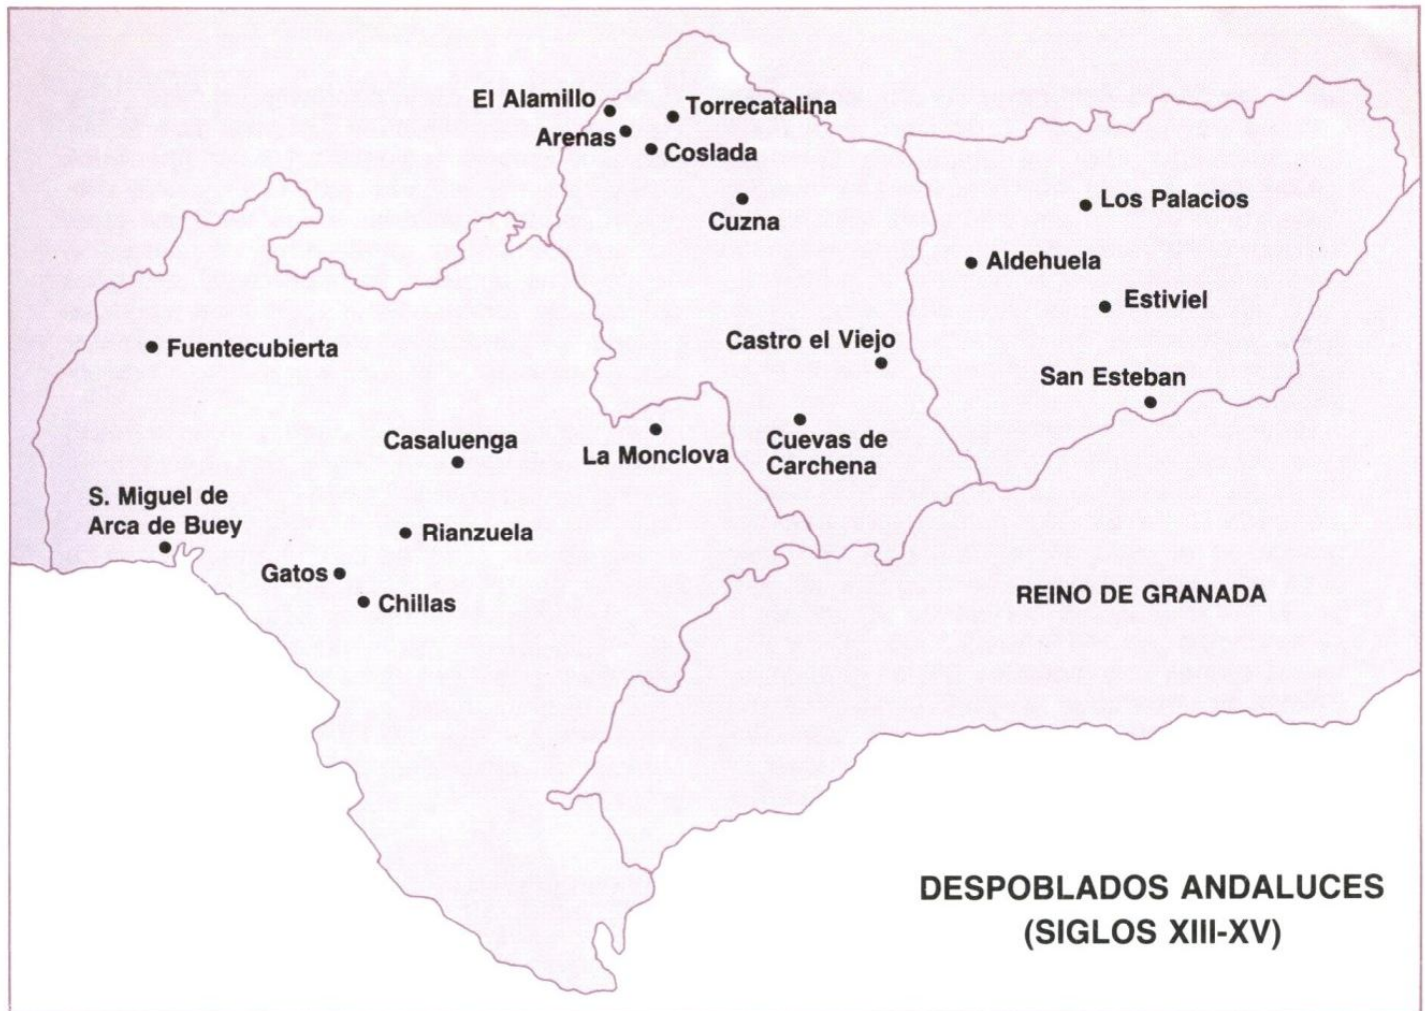 El Alamillo
Torrecatalina
Arenas
Coslada
Cuzna
Los Palacios
Aldehuela
Estiviel
Fuentecubierta
Castro el Viejo
San Esteban
Casaluenga
La Monclova
Cuevas de
Carchena
S. Miguel de
Arca de Buey
Rianzuela
Gatos
Chillas
REINO DE GRANADA
DESPOBLADOS ANDALUCES
(SIGLOS XIII-XV)